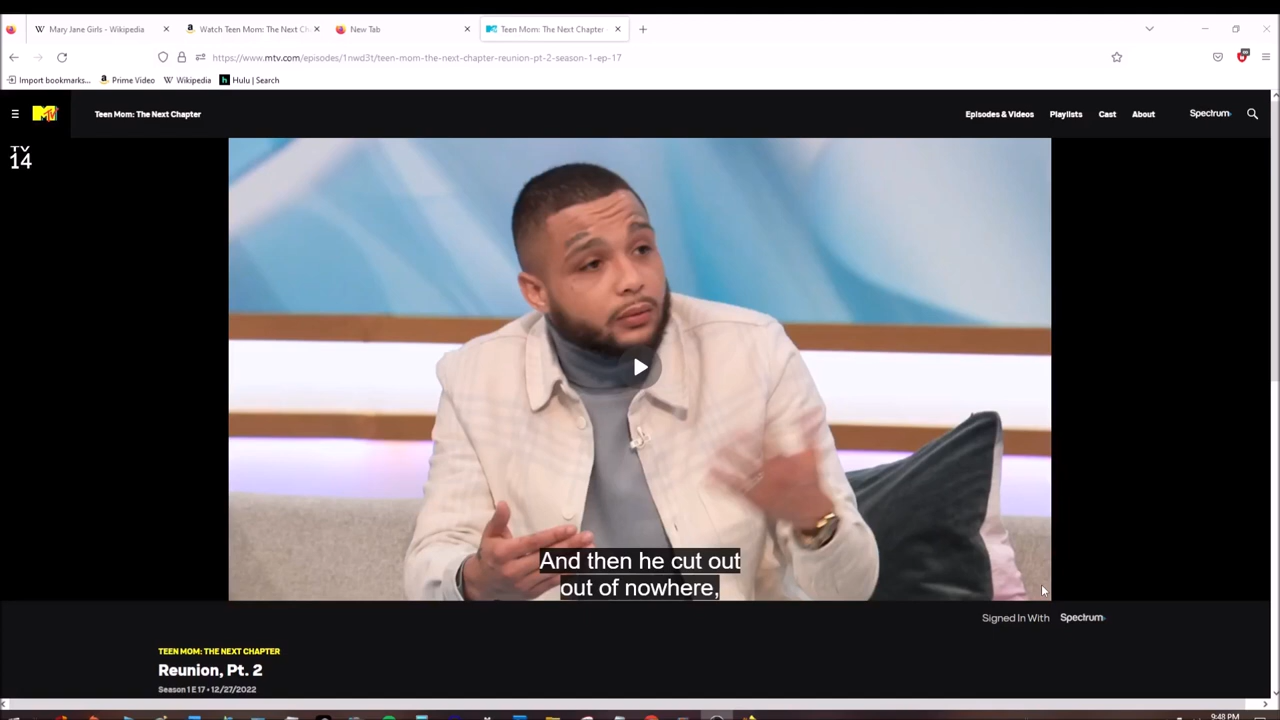 Mary Jane Girls - Wikipedia
Watch Teen Mom: The Next Ch
New Tab
Teen Mom: The Next Chapter
https://www.mtv.com/episodes/1nwd3t/teen-mom-the-next-chapter-reunion-pt-2-season-1-ep-17
Import bookmarks...
Prime Video
Wikipedia
Hulu | Search
MTV
Teen Mom: The Next Chapter
Episodes & Videos
Playlists
Cast
About
Spectrum
TV
14
And then he cut out
out of nowhere,
Signed In With Spectrum
TEEN MOM: THE NEXT CHAPTER
Reunion, Pt. 2
Season 1 E 17 • 12/27/2022
9:48 PM